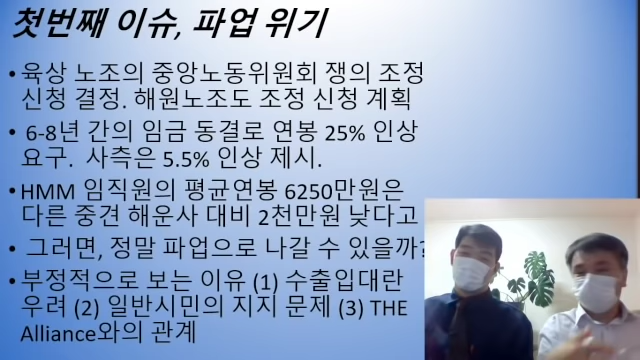 첫번째 이슈, 파업 위기
• 육상 노조의 중앙노동위원회 쟁의 조정
신청 결정. 해원노조도 조정 신청 계획
• 6-8년 간의 임금 동결로 연봉 25% 인상
요구. 사측은 5.5% 인상 제시.
• HMM 임직원의 평균연봉 6250만원은
다른 중견 해운사 대비 2천만원 낮다고
• 그러면, 정말 파업으로 나갈 수 있을까?
• 부정적으로 보는 이유 (1) 수출입대란
우려 (2) 일반시민의 지지 문제 (3) THE
Alliance와의 관계